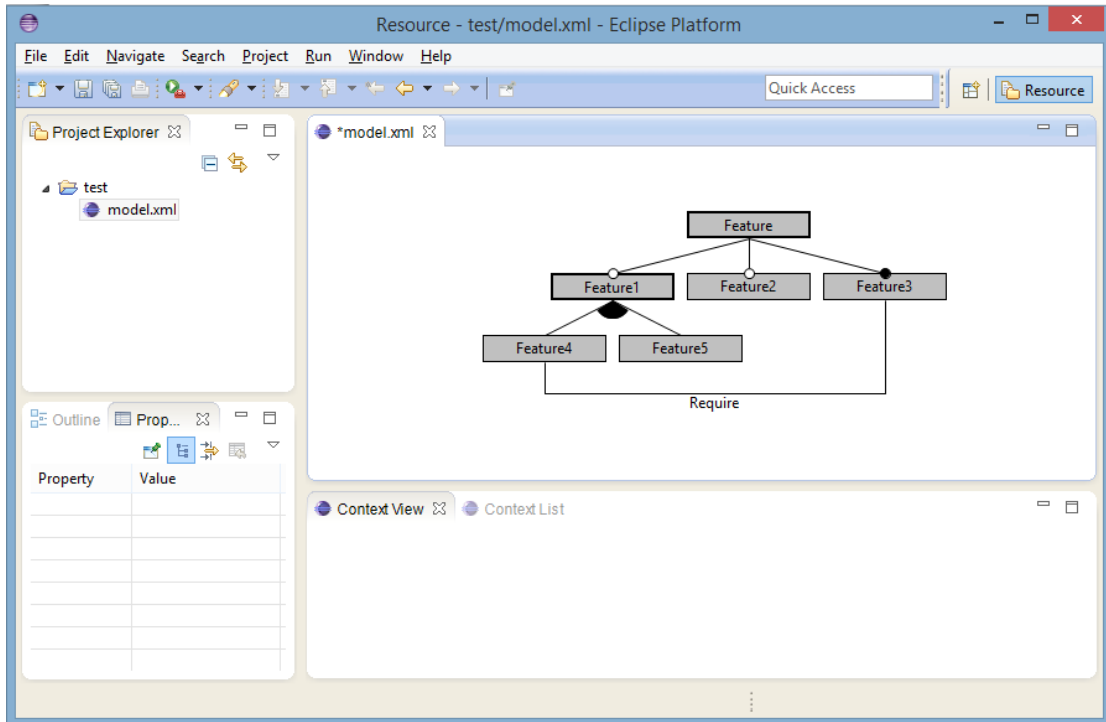 Resource - test/model.xml - Eclipse Platform
File Edit Navigate Search Project Run Window Help
Quick Access
Resource
Project Explorer
test
model.xml
*model.xml
Feature
Feature1 Feature2 Feature3
Feature4 Feature5
Require
Outline Prop...
Property Value
Context View Context List